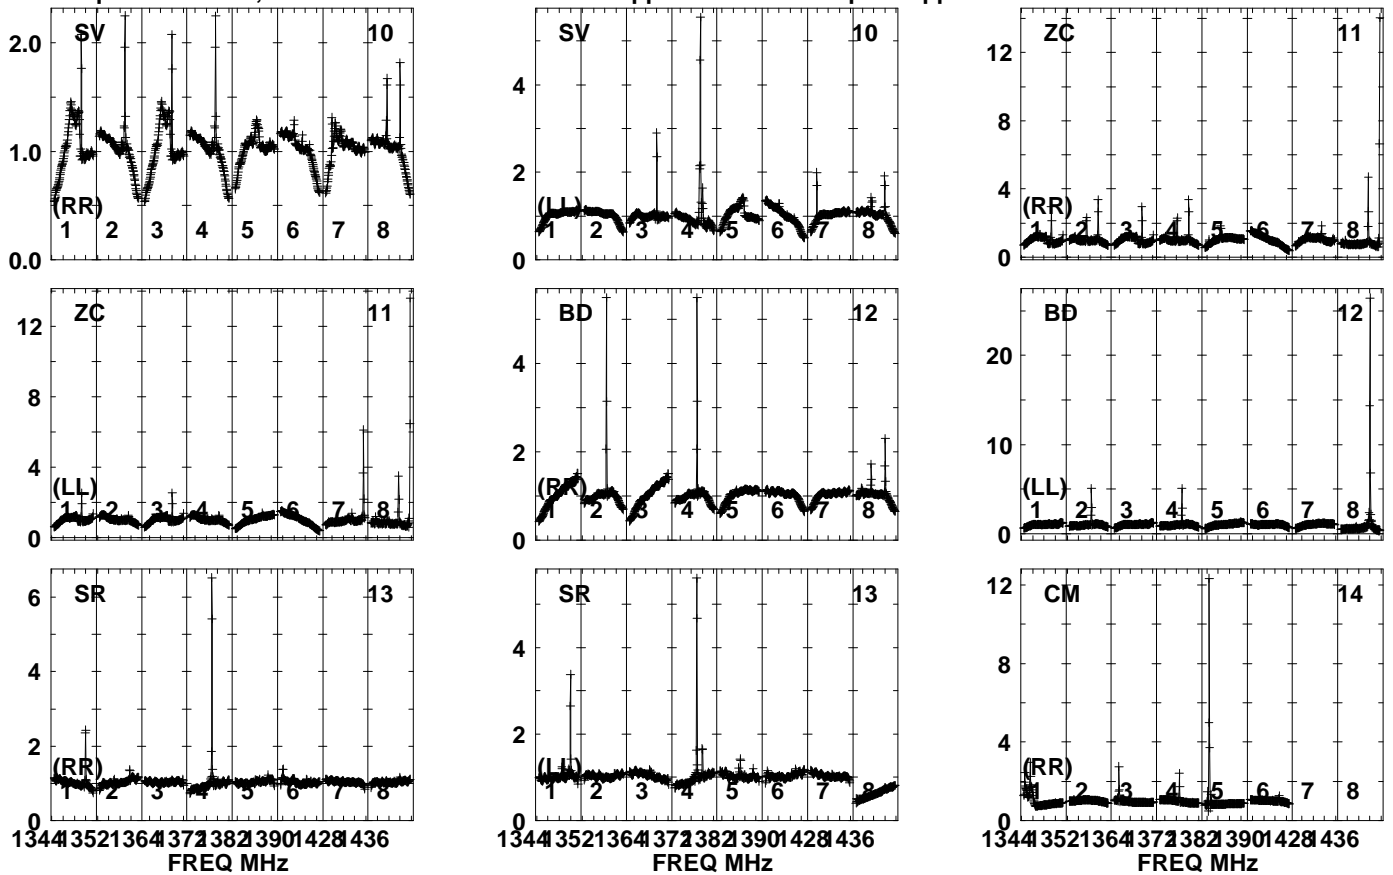 SV 10 SV 10 ZC 11
2.0 4 12
1.0 2 8
0.0 0 4
0
(RR) (LL) (RR)
1 2 3 4 5 6 7 8 1 2 3 4 5 6 7 8 1 2 3 4 5 6 7 8
ZC 11 BD 12 BD 12
12 4 20
8 2 10
4 0 0
0
(LL) (RR) (LL)
1 2 3 4 5 6 7 8 1 2 3 4 5 6 7 8 1 2 3 4 5 6 7 8
SR 13 SR 13 CM 14
6 4 12
4 2 8
2 0 4
0 0
(RR) (LL) (RR)
1 2 3 4 5 6 7 8 1 2 3 4 5 6 7 8 1 2 3 4 5 6 7 8
1344 1352 1364 1372 1382 1390 1428 1436 1344 1352 1364 1372 1382 1390 1428 1436 1344 1352 1364 1372 1382 1390 1428 1436
FREQ MHz FREQ MHz FREQ MHz